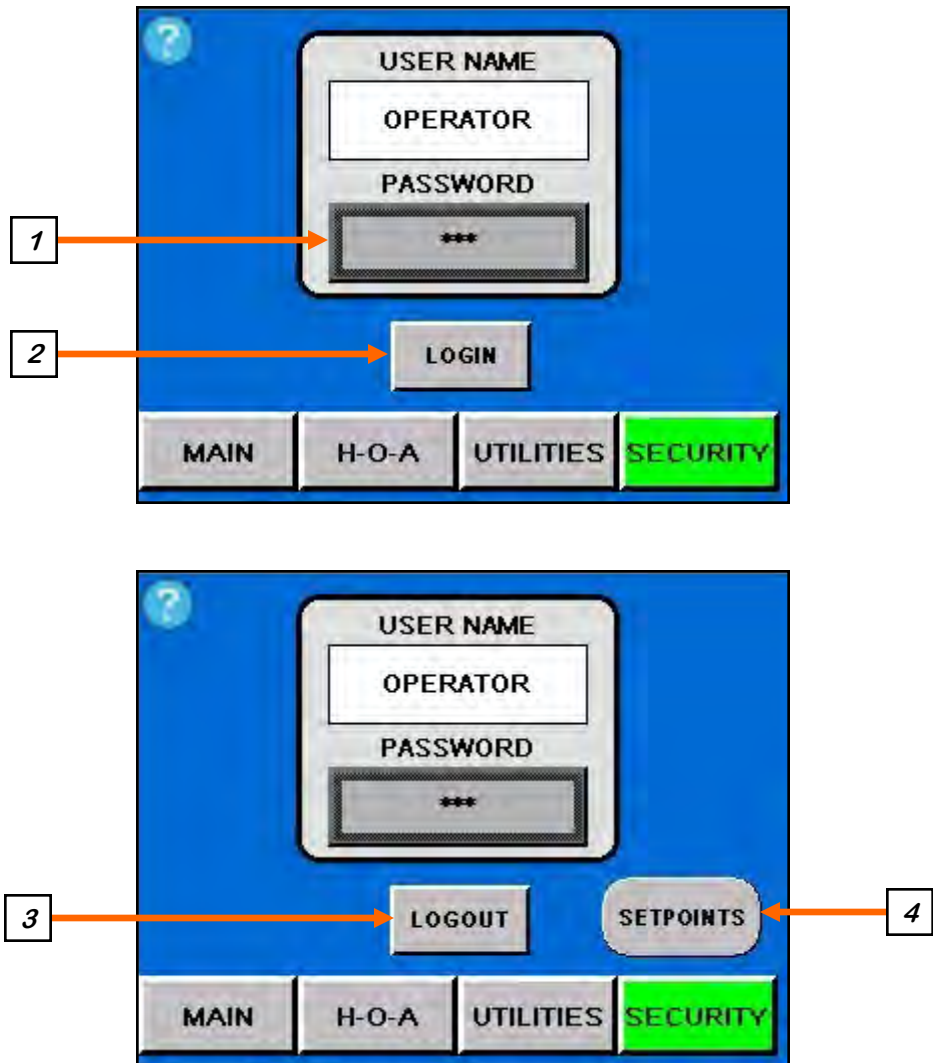 ?
USER NAME
OPERATOR
PASSWORD
1
***
2
LOGIN
MAIN H-O-A UTILITIES SECURITY
?
USER NAME
OPERATOR
PASSWORD
***
3
LOGOUT
SETPOINTS
4
MAIN H-O-A UTILITIES SECURITY